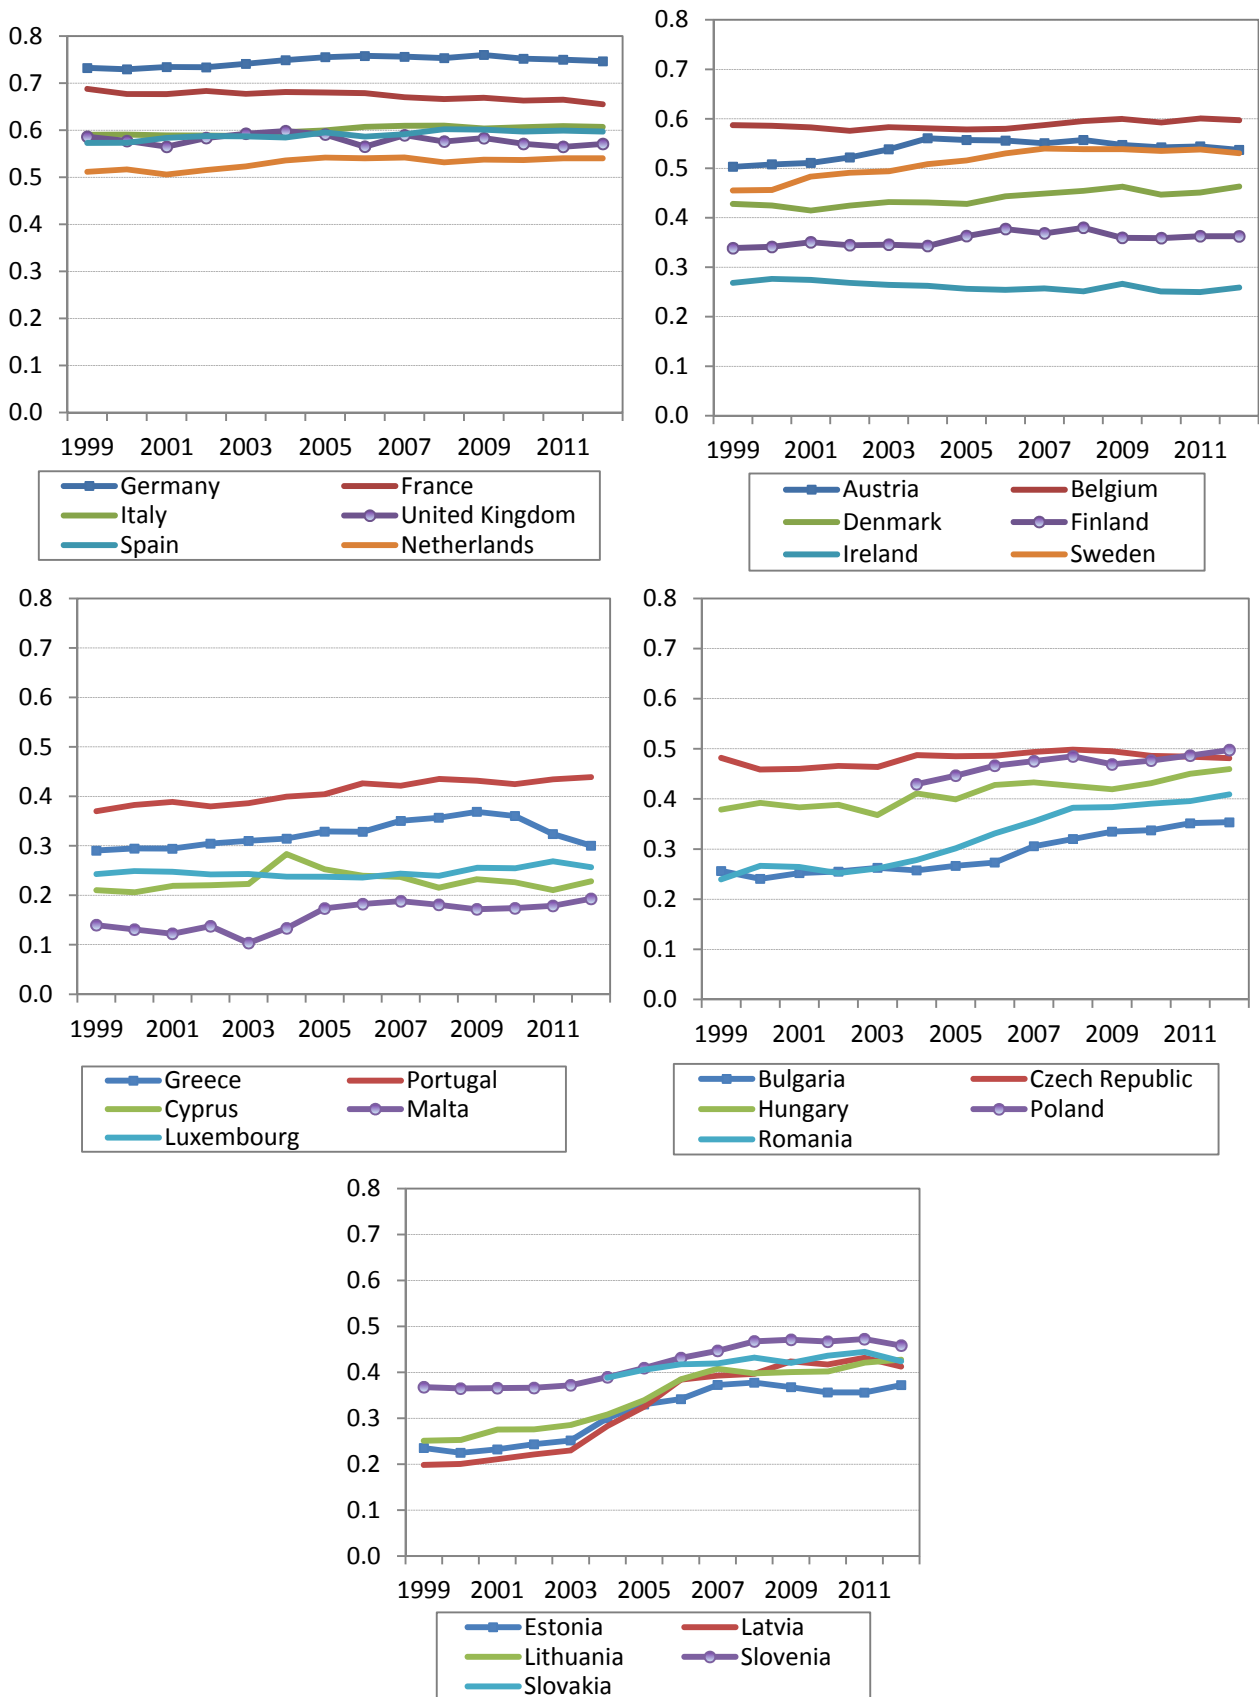 0.8
0.7
0.6
0.5
0.4
0.3
0.2
0.1
0.0
1999 2001 2003 2005 2007 2009 2011
Germany France
Italy United Kingdom
Spain Netherlands
0.8
0.7
0.6
0.5
0.4
0.3
0.2
0.1
0.0
1999 2001 2003 2005 2007 2009 2011
Austria Belgium
Denmark Finland
Ireland Sweden
0.8
0.7
0.6
0.5
0.4
0.3
0.2
0.1
0.0
1999 2001 2003 2005 2007 2009 2011
Greece Portugal
Cyprus Malta
Luxembourg
0.8
0.7
0.6
0.5
0.4
0.3
0.2
0.1
0.0
1999 2001 2003 2005 2007 2009 2011
Bulgaria Czech Republic
Hungary Poland
Romania
0.8
0.7
0.6
0.5
0.4
0.3
0.2
0.1
0.0
1999 2001 2003 2005 2007 2009 2011
Estonia Latvia
Lithuania Slovenia
Slovakia